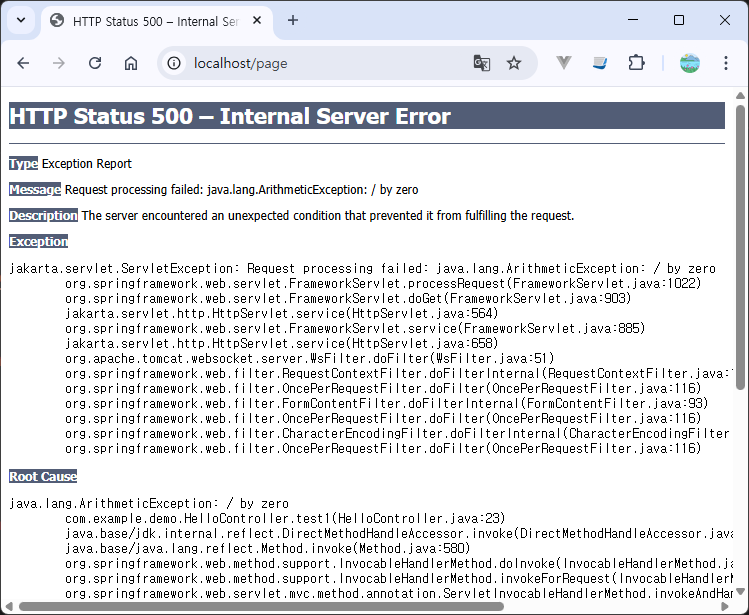 HTTP Status 500 – Internal Ser
localhost/page
HTTP Status 500 – Internal Server Error
Type Exception Report
Message Request processing failed: java.lang.ArithmeticException: / by zero
Description The server encountered an unexpected condition that prevented it from fulfilling the request.
Exception
jakarta.servlet.ServletException: Request processing failed: java.lang.ArithmeticException: / by zero
org.springframework.web.servlet.FrameworkServlet.processRequest(FrameworkServlet.java:1022)
org.springframework.web.servlet.FrameworkServlet.doGet(FrameworkServlet.java:903)
jakarta.servlet.http.HttpServlet.service(HttpServlet.java:564)
org.springframework.web.servlet.FrameworkServlet.service(FrameworkServlet.java:885)
jakarta.servlet.http.HttpServlet.service(HttpServlet.java:658)
org.apache.tomcat.websocket.server.WsFilter.doFilter(WsFilter.java:51)
org.springframework.web.filter.RequestContextFilter.doFilterInternal(RequestContextFilter.java:
org.springframework.web.filter.OncePerRequestFilter.doFilter(OncePerRequestFilter.java:116)
org.springframework.web.filter.FormContentFilter.doFilterInternal(FormContentFilter.java:93)
org.springframework.web.filter.OncePerRequestFilter.doFilter(OncePerRequestFilter.java:116)
org.springframework.web.filter.CharacterEncodingFilter.doFilterInternal(CharacterEncodingFilter
org.springframework.web.filter.OncePerRequestFilter.doFilter(OncePerRequestFilter.java:116)
Root Cause
java.lang.ArithmeticException: / by zero
com.example.demo.HelloController.test1(HelloController.java:23)
java.base/jdk.internal.reflect.DirectMethodHandleAccessor.invoke(DirectMethodHandleAccessor.java
java.base/java.lang.reflect.Method.invoke(Method.java:580)
org.springframework.web.method.support.InvocableHandlerMethod.doInvoke(InvocableHandlerMethod.ja
org.springframework.web.method.support.InvocableHandlerMethod.invokeForRequest(InvocableHandlerM
org.springframework.web.servlet.mvc.method.annotation.ServletInvocableHandlerMethod.invokeAndHan